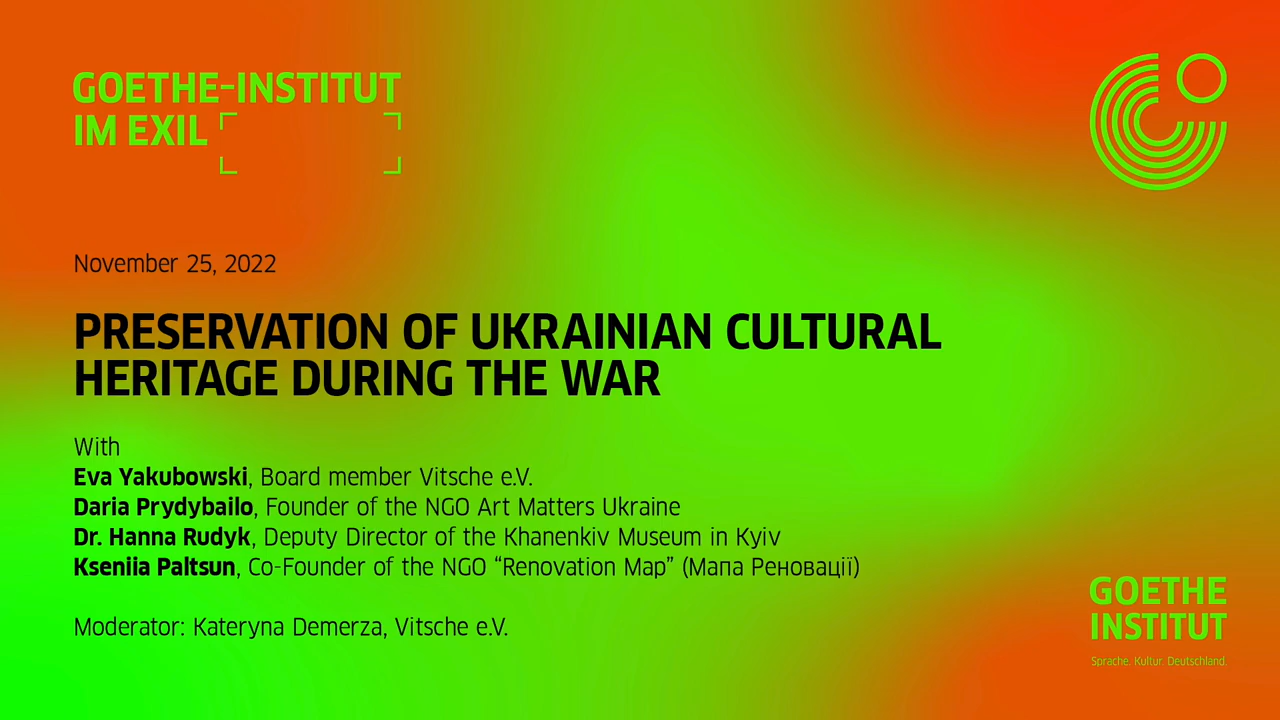 GOETHE-INSTITUT
IM EXIL
November 25, 2022
PRESERVATION OF UKRAINIAN CULTURAL
HERITAGE DURING THE WAR
With
Eva Yakubowski, Board member Vitsche e.V.
Daria Prydybailo, Founder of the NGO Art Matters Ukraine
Dr. Hanna Rudyk, Deputy Director of the Khanenkiv Museum in Kyiv
Kseniia Paltsun, Co-Founder of the NGO “Renovation Map” (Мапа Реновації)
Moderator: Kateryna Demerza, Vitsche e.V.
GOETHE
INSTITUT
Sprache. Kultur. Deutschland.